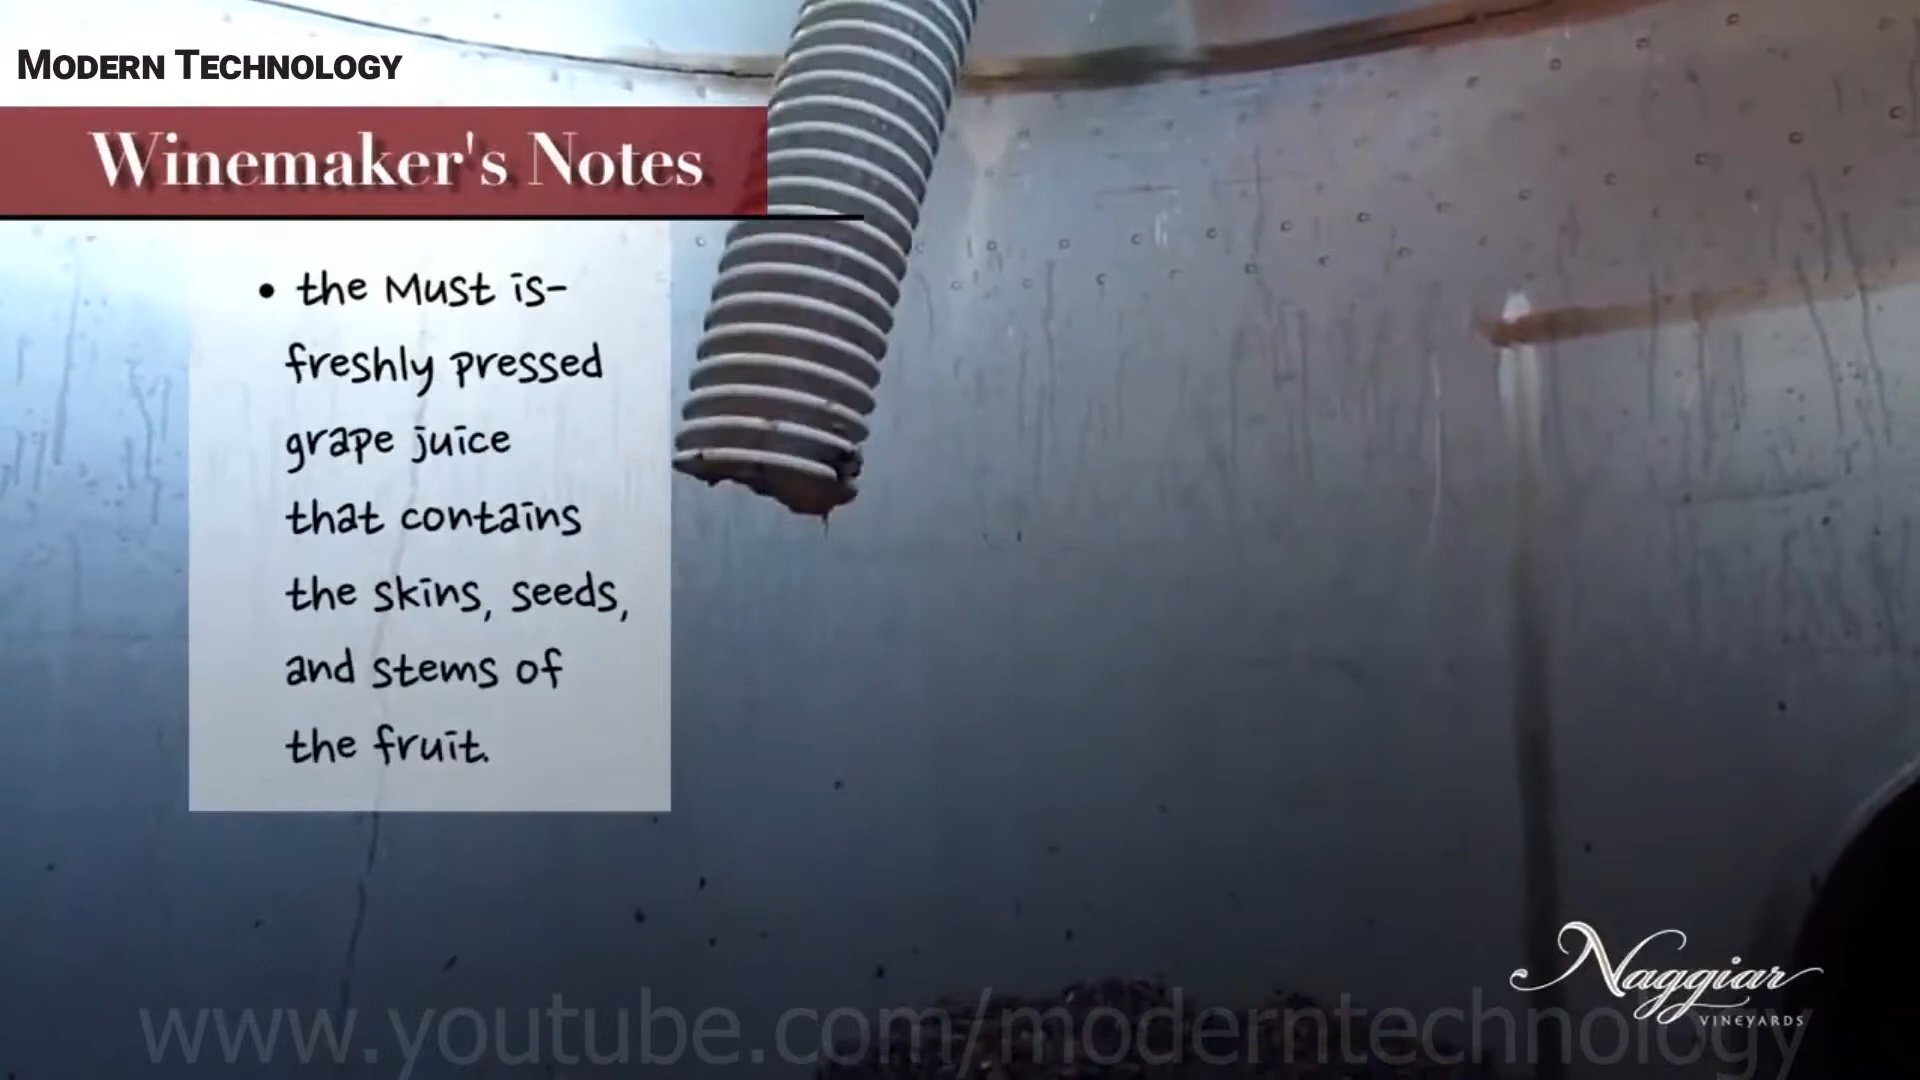 MODERN TECHNOLOGY
Winemaker's Notes
• the Must is-
freshly pressed
grape juice
that contains
the skins, seeds,
and stems of
the fruit.
Naggiar
VINEYARDS
www.youtube.com/moderntechnology